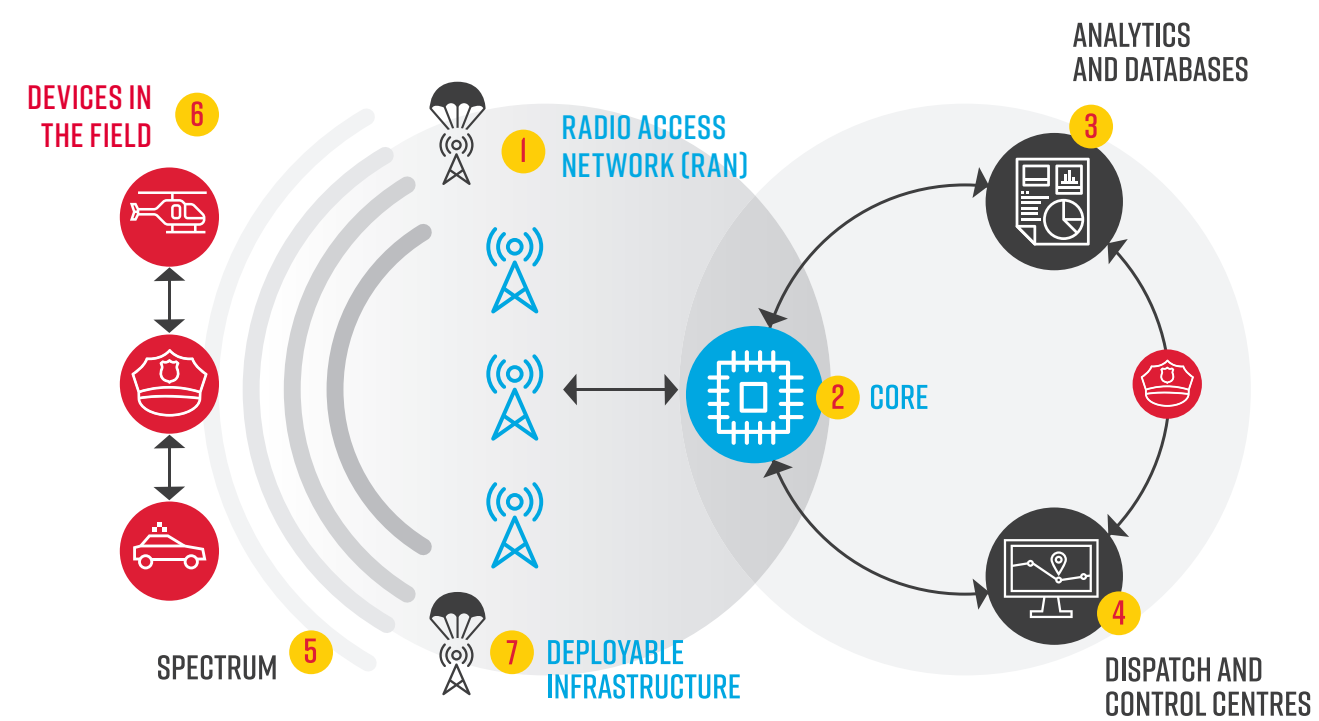 ANALYTICS
AND DATABASES
3
DEVICES IN
THE FIELD
6
1
RADIO ACCESS
NETWORK (RAN)
2
CORE
SPECTRUM
5
7
DEPLOYABLE
INFRASTRUCTURE
4
DISPATCH AND
CONTROL CENTRES